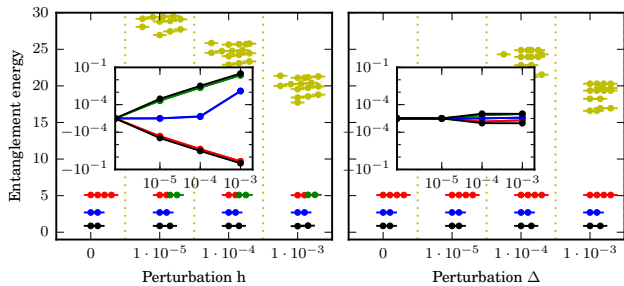 Entanglement energy
30
25
20
15
10
5
0
10⁻¹
10⁻⁴
−10⁻⁴
−10⁻¹
10⁻⁵ 10⁻⁴ 10⁻³
0 1 · 10⁻⁵ 1 · 10⁻⁴ 1 · 10⁻³
Perturbation h
10⁻¹
10⁻⁴
−10⁻⁴
−10⁻¹
10⁻⁵ 10⁻⁴ 10⁻³
0 1 · 10⁻⁵ 1 · 10⁻⁴ 1 · 10⁻³
Perturbation Δ